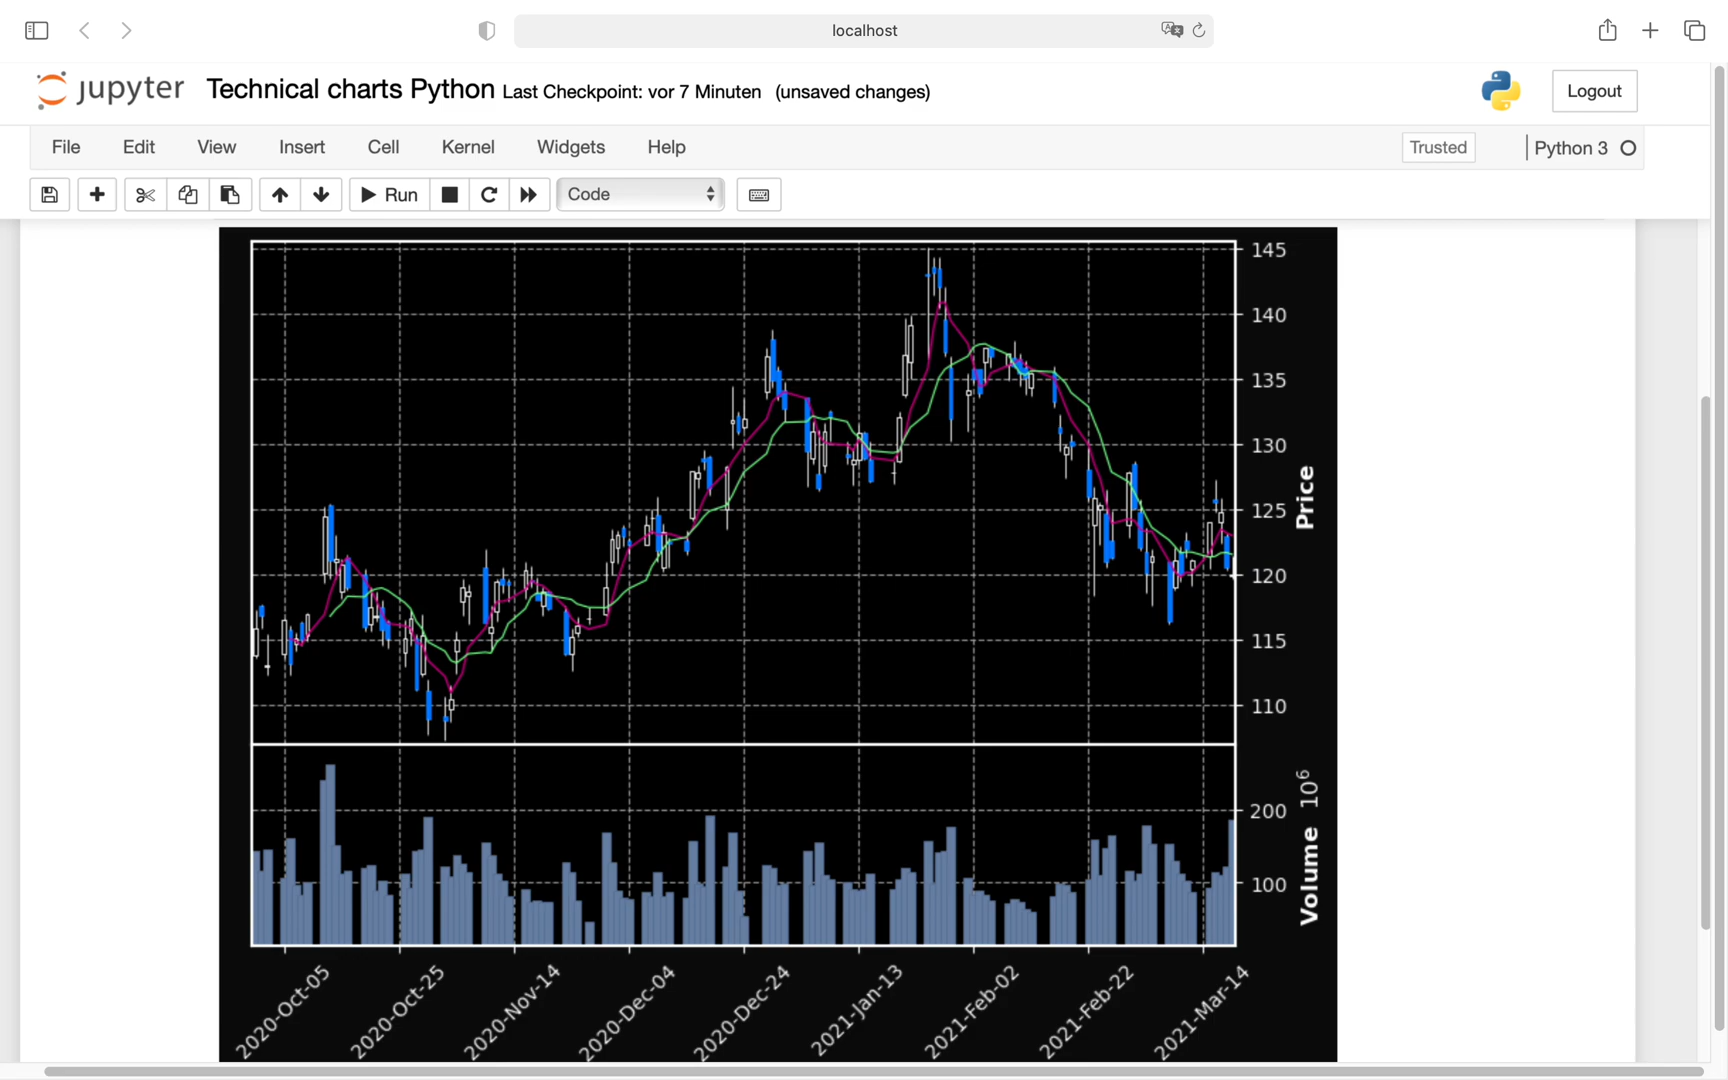 localhost
jupyter Technical charts Python Last Checkpoint: vor 7 Minuten (unsaved changes)
Logout
File Edit View Insert Cell Kernel Widgets Help
Trusted
Python 3
Run
Code
145
140
135
130
125
120
115
110
Price
200
100
Volume 10⁶
2020-Oct-05
2020-Oct-25
2020-Nov-14
2020-Dec-04
2020-Dec-24
2021-Jan-13
2021-Feb-02
2021-Feb-22
2021-Mar-14